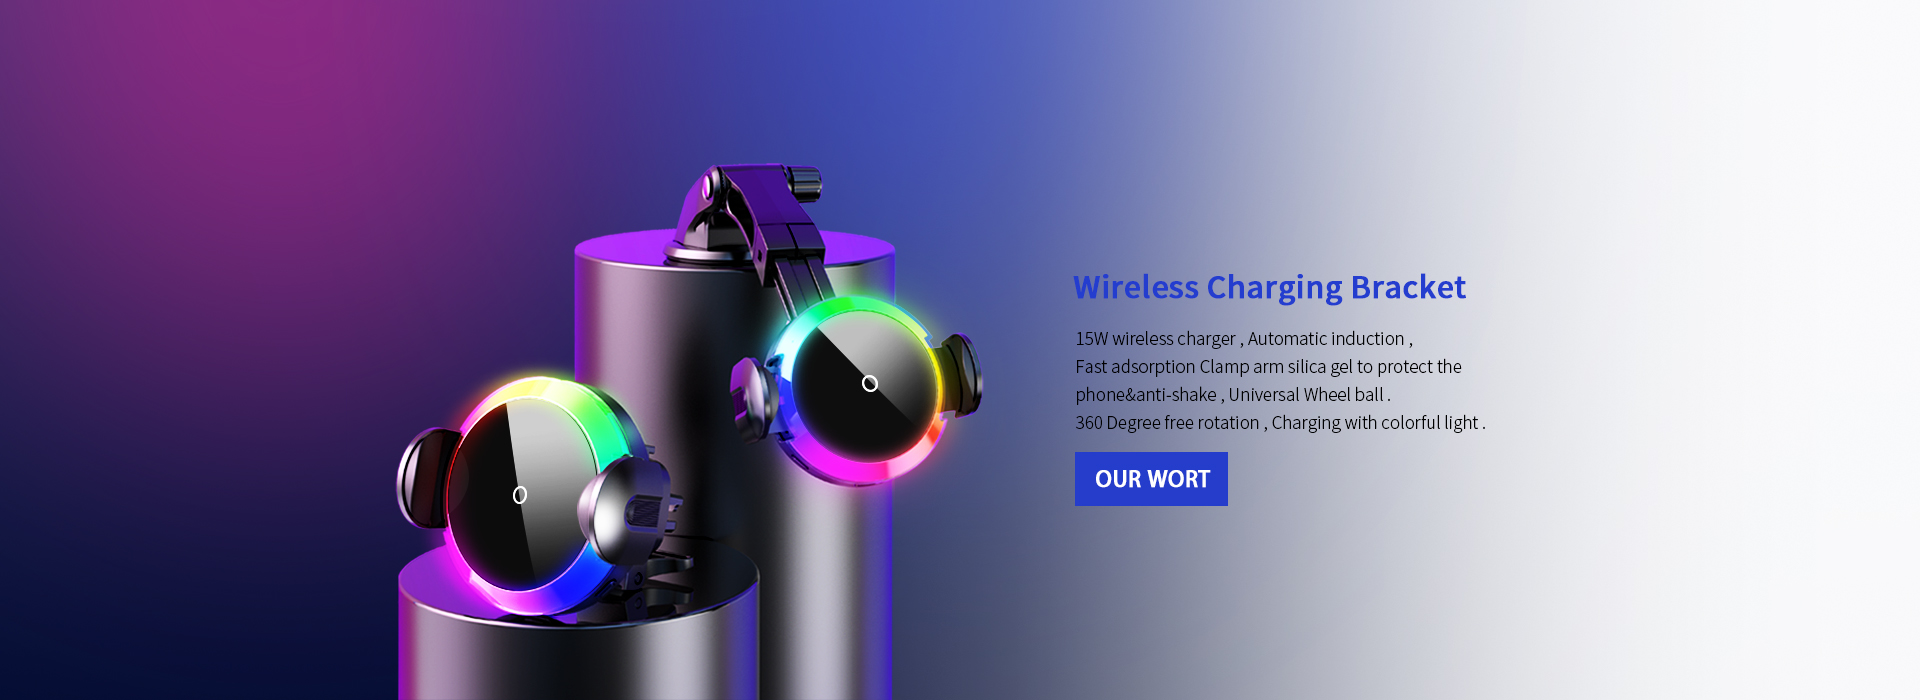 Wireless Charging Bracket
15W wireless charger , Automatic induction ,
Fast adsorption Clamp arm silica gel to protect the
phone&anti-shake , Universal Wheel ball .
360 Degree free rotation , Charging with colorful light .
OUR WORT